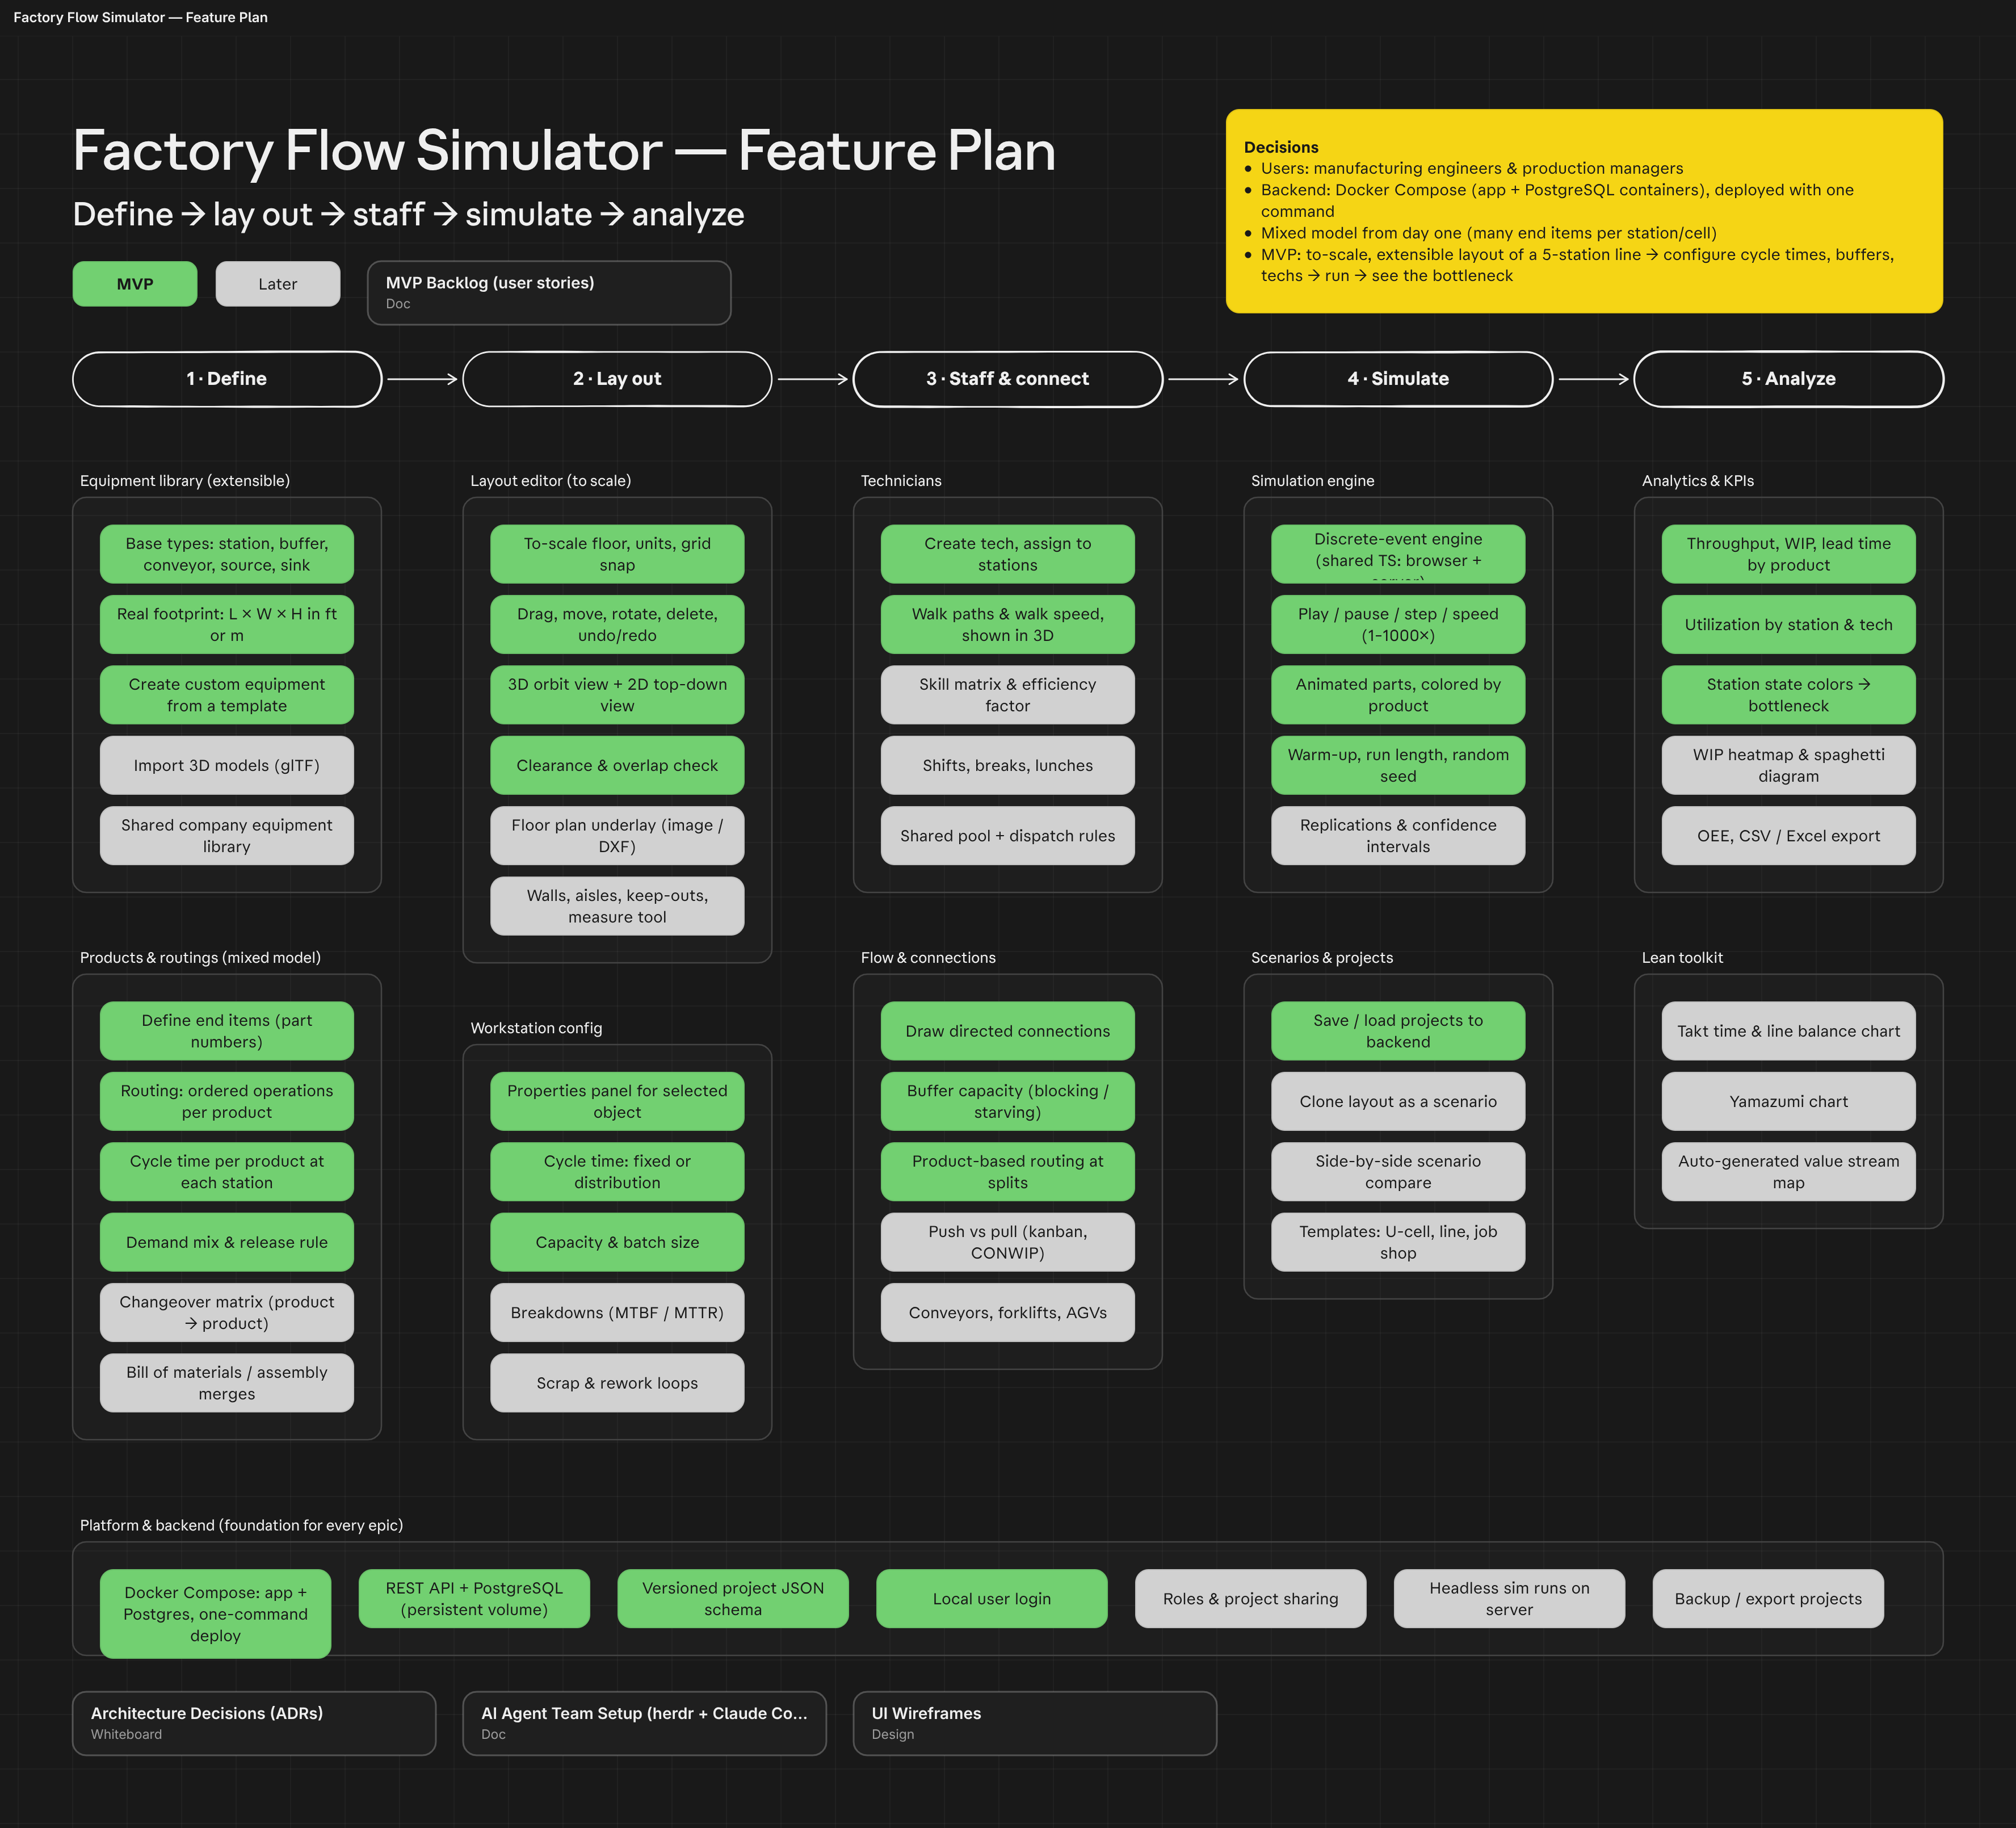 Factory Flow Simulator — Feature Plan
Factory Flow Simulator — Feature Plan
Define → lay out → staff → simulate → analyze
MVP
Later
MVP Backlog (user stories)
Doc
Decisions
• Users: manufacturing engineers & production managers
• Backend: Docker Compose (app + PostgreSQL containers), deployed with one
command
• Mixed model from day one (many end items per station/cell)
• MVP: to-scale, extensible layout of a 5-station line → configure cycle times, buffers,
techs → run → see the bottleneck
1 · Define
2 · Lay out
3 · Staff & connect
4 · Simulate
5 · Analyze
Equipment library (extensible)
Base types: station, buffer,
conveyor, source, sink
Real footprint: L × W × H in ft
or m
Create custom equipment
from a template
Import 3D models (glTF)
Shared company equipment
library
Layout editor (to scale)
To-scale floor, units, grid
snap
Drag, move, rotate, delete,
undo/redo
3D orbit view + 2D top-down
view
Clearance & overlap check
Floor plan underlay (image /
DXF)
Walls, aisles, keep-outs,
measure tool
Technicians
Create tech, assign to
stations
Walk paths & walk speed,
shown in 3D
Skill matrix & efficiency
factor
Shifts, breaks, lunches
Shared pool + dispatch rules
Simulation engine
Discrete-event engine
(shared TS: browser +
Play / pause / step / speed
(1–1000×)
Animated parts, colored by
product
Warm-up, run length, random
seed
Replications & confidence
intervals
Analytics & KPIs
Throughput, WIP, lead time
by product
Utilization by station & tech
Station state colors →
bottleneck
WIP heatmap & spaghetti
diagram
OEE, CSV / Excel export
Products & routings (mixed model)
Define end items (part
numbers)
Routing: ordered operations
per product
Cycle time per product at
each station
Demand mix & release rule
Changeover matrix (product
→ product)
Bill of materials / assembly
merges
Workstation config
Properties panel for selected
object
Cycle time: fixed or
distribution
Capacity & batch size
Breakdowns (MTBF / MTTR)
Scrap & rework loops
Flow & connections
Draw directed connections
Buffer capacity (blocking /
starving)
Product-based routing at
splits
Push vs pull (kanban,
CONWIP)
Conveyors, forklifts, AGVs
Scenarios & projects
Save / load projects to
backend
Clone layout as a scenario
Side-by-side scenario
compare
Templates: U-cell, line, job
shop
Lean toolkit
Takt time & line balance chart
Yamazumi chart
Auto-generated value stream
map
Platform & backend (foundation for every epic)
Docker Compose: app +
Postgres, one-command
deploy
REST API + PostgreSQL
(persistent volume)
Versioned project JSON
schema
Local user login
Roles & project sharing
Headless sim runs on
server
Backup / export projects
Architecture Decisions (ADRs)
Whiteboard
AI Agent Team Setup (herdr + Claude Co...
Doc
UI Wireframes
Design